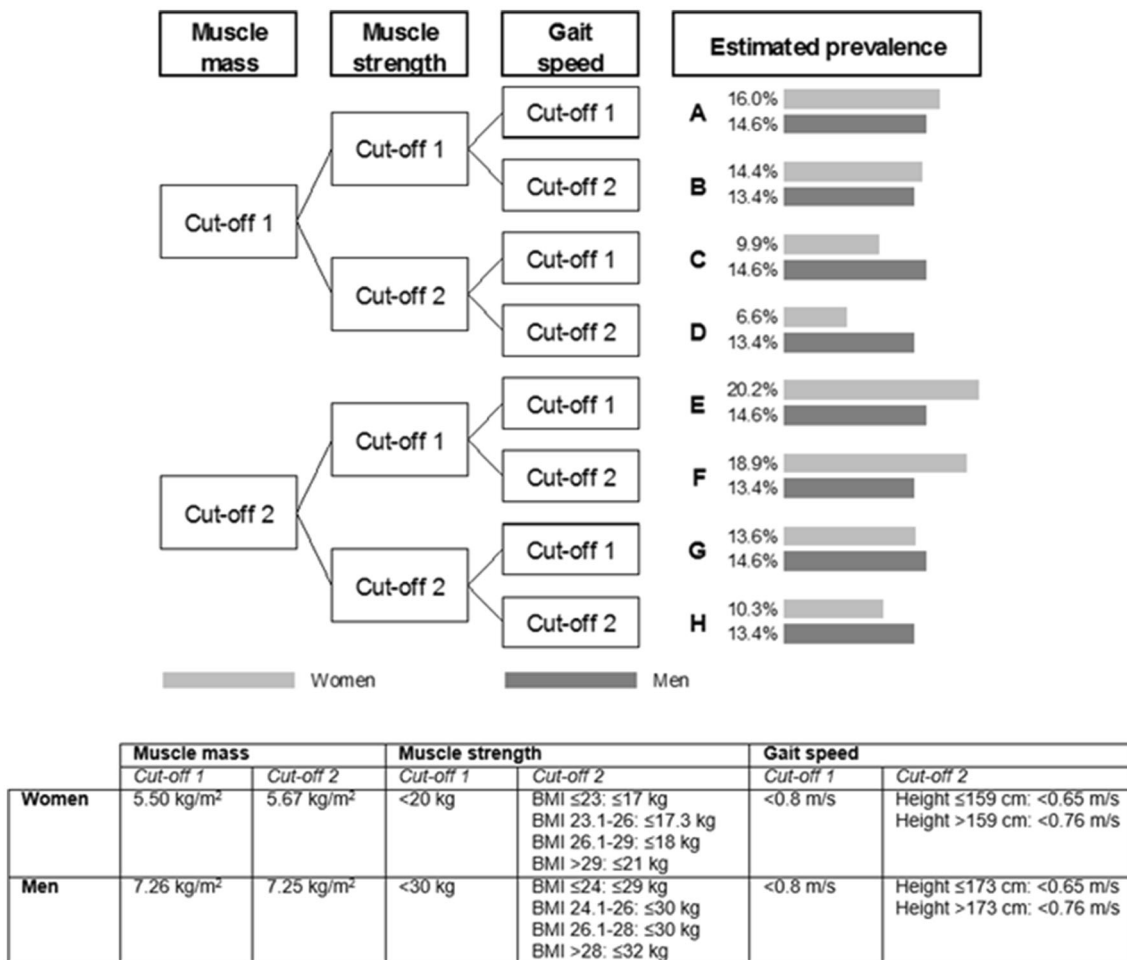 Muscle mass
Muscle strength
Gait speed
Estimated prevalence
Cut-off 1
Cut-off 1
Cut-off 1
A
16.0%
14.6%
Cut-off 2
B
14.4%
13.4%
Cut-off 2
Cut-off 1
C
9.9%
14.6%
Cut-off 2
D
6.6%
13.4%
Cut-off 2
Cut-off 1
Cut-off 1
E
20.2%
14.6%
Cut-off 2
F
18.9%
13.4%
Cut-off 2
Cut-off 1
G
13.6%
14.6%
Cut-off 2
H
10.3%
13.4%
Women
Men
Muscle mass Muscle strength Gait speed
Cut-off 1 Cut-off 2 Cut-off 1 Cut-off 2 Cut-off 1 Cut-off 2
Women 5.50 kg/m² 5.67 kg/m² <20 kg BMI ≤23: ≤17 kg <0.8 m/s Height ≤159 cm: <0.65 m/s
BMI 23.1-26: ≤17.3 kg Height >159 cm: <0.76 m/s
BMI 26.1-29: ≤18 kg
BMI >29: ≤21 kg
Men 7.26 kg/m² 7.25 kg/m² <30 kg BMI ≤24: ≤29 kg <0.8 m/s Height ≤173 cm: <0.65 m/s
BMI 24.1-26: ≤30 kg Height >173 cm: <0.76 m/s
BMI 26.1-28: ≤30 kg
BMI >28: ≤32 kg